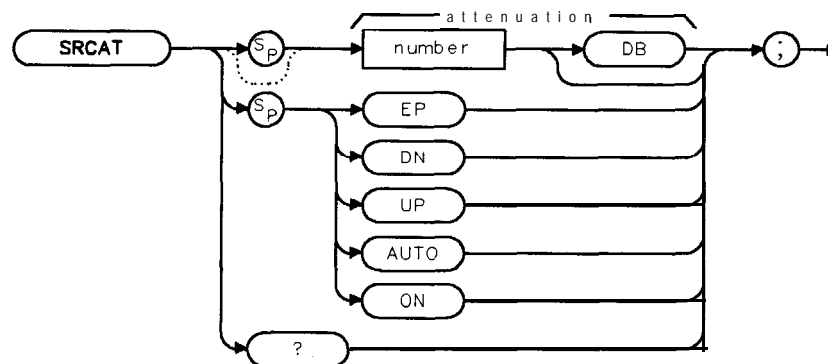 attenuation
SRCAT SP number DB ;
SP EP
DN
UP
AUTO
ON
?